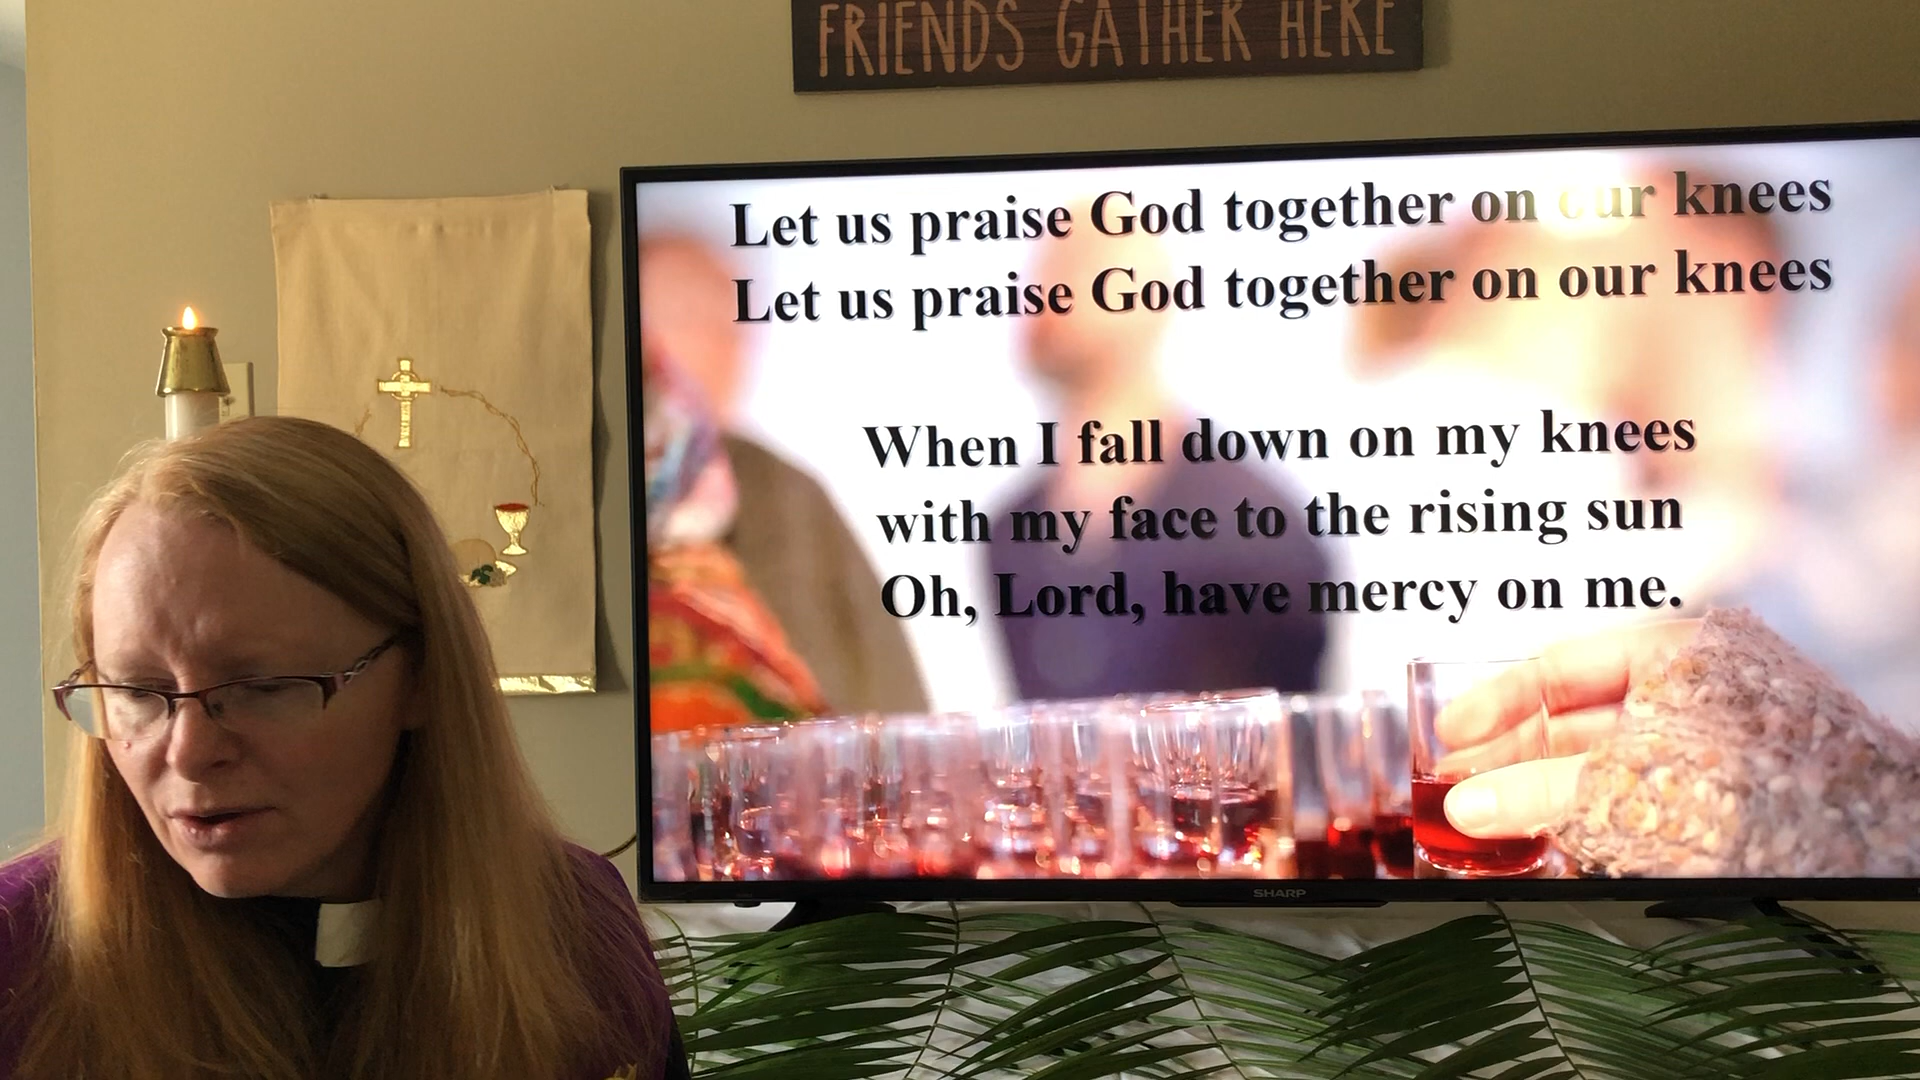 FRIENDS GATHER HERE
Let us praise God together on our knees
Let us praise God together on our knees
When I fall down on my knees
with my face to the rising sun
Oh, Lord, have mercy on me.
SHARP